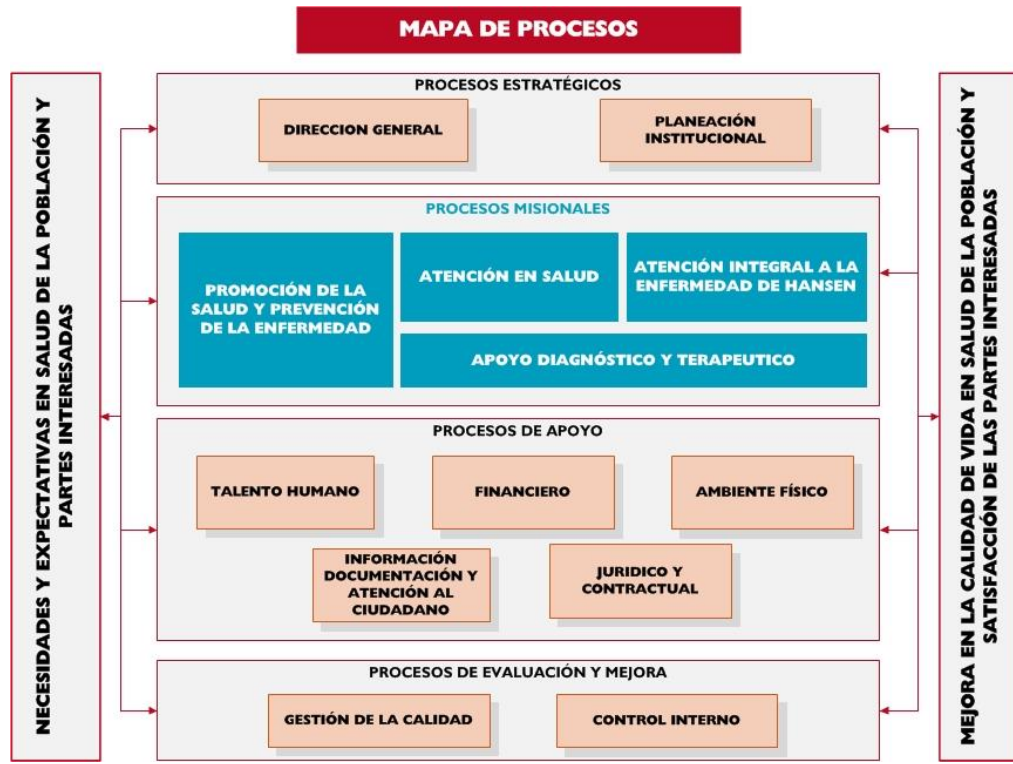 MAPA DE PROCESOS
NECESIDADES Y EXPECTATIVAS EN SALUD DE LA POBLACIÓN Y
PARTES INTERESADAS
PROCESOS ESTRATÉGICOS
DIRECCION GENERAL
PLANEACIÓN
INSTITUCIONAL
PROCESOS MISIONALES
PROMOCIÓN DE LA
SALUD Y PREVENCIÓN
DE LA ENFERMEDAD
ATENCIÓN EN SALUD
ATENCIÓN INTEGRAL A LA
ENFERMEDAD DE HANSEN
APOYO DIAGNÓSTICO Y TERAPEUTICO
PROCESOS DE APOYO
TALENTO HUMANO
FINANCIERO
AMBIENTE FÍSICO
INFORMACIÓN
DOCUMENTACIÓN Y
ATENCIÓN AL
CIUDADANO
JURIDICO Y
CONTRACTUAL
PROCESOS DE EVALUACIÓN Y MEJORA
GESTIÓN DE LA CALIDAD
CONTROL INTERNO
MEJORA EN LA CALIDAD DE VIDA EN SALUD DE LA POBLACIÓN Y
SATISFACCIÓN DE LAS PARTES INTERESADAS